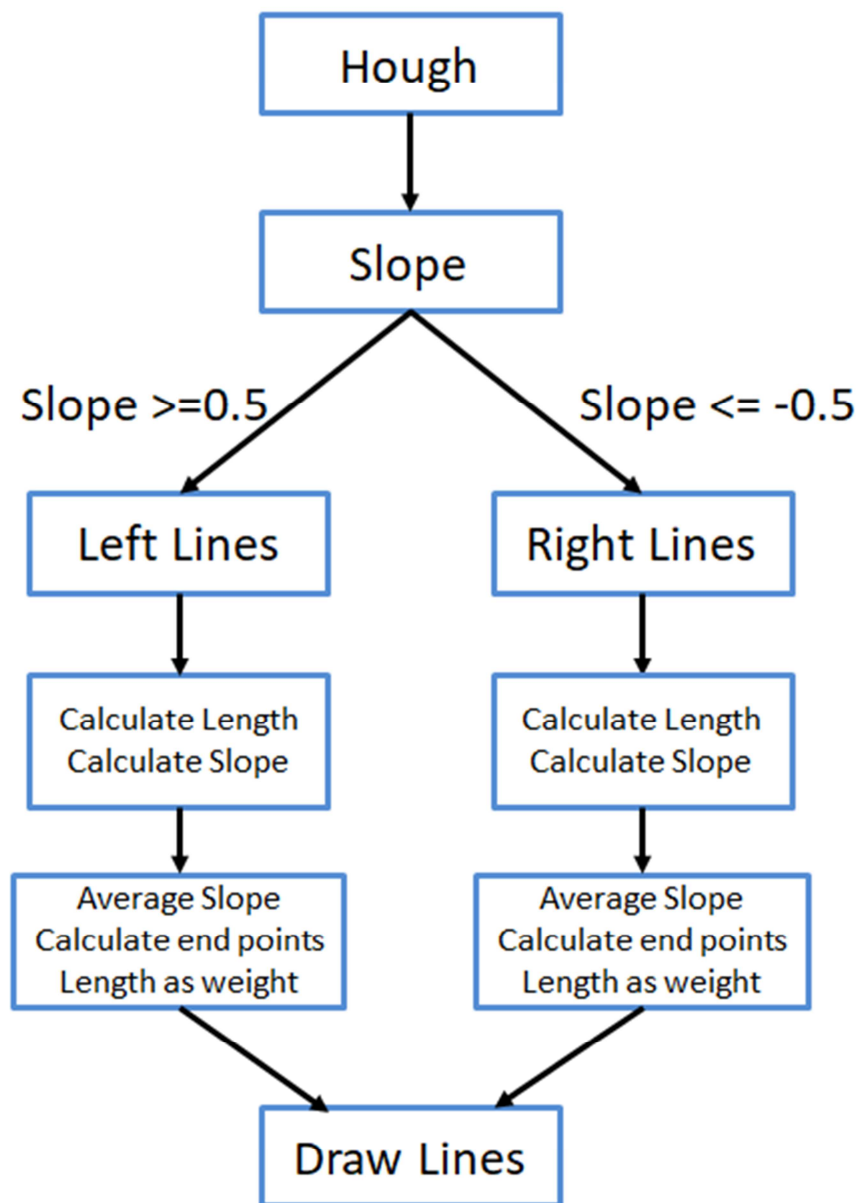 Hough
Slope
Slope >=0.5
Slope <= -0.5
Left Lines
Right Lines
Calculate Length
Calculate Slope
Calculate Length
Calculate Slope
Average Slope
Calculate end points
Length as weight
Average Slope
Calculate end points
Length as weight
Draw Lines